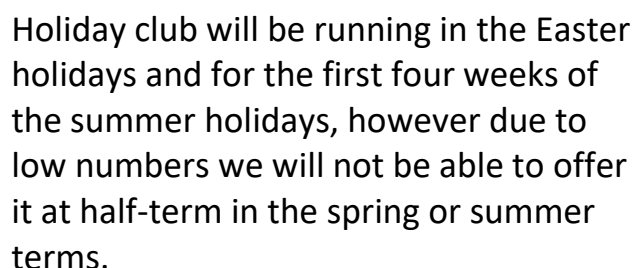 Holiday club will be running in the Easter
holidays and for the first four weeks of
the summer holidays, however due to
low numbers we will not be able to offer
it at half-term in the spring or summer
terms.